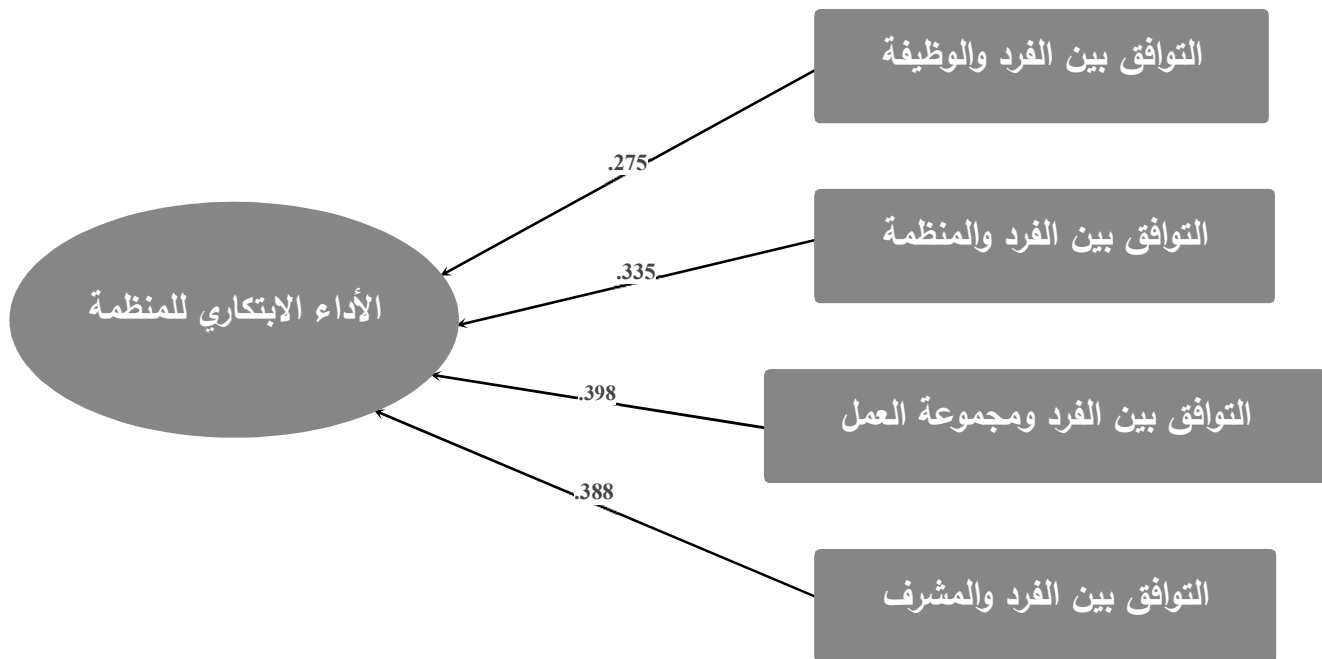 التوافق بين الفرد والوظيفة
.275
التوافق بين الفرد والمنظمة
.335
الأداء الابتكاري للمنظمة
.398
التوافق بين الفرد ومجموعة العمل
.388
التوافق بين الفرد والمشرف